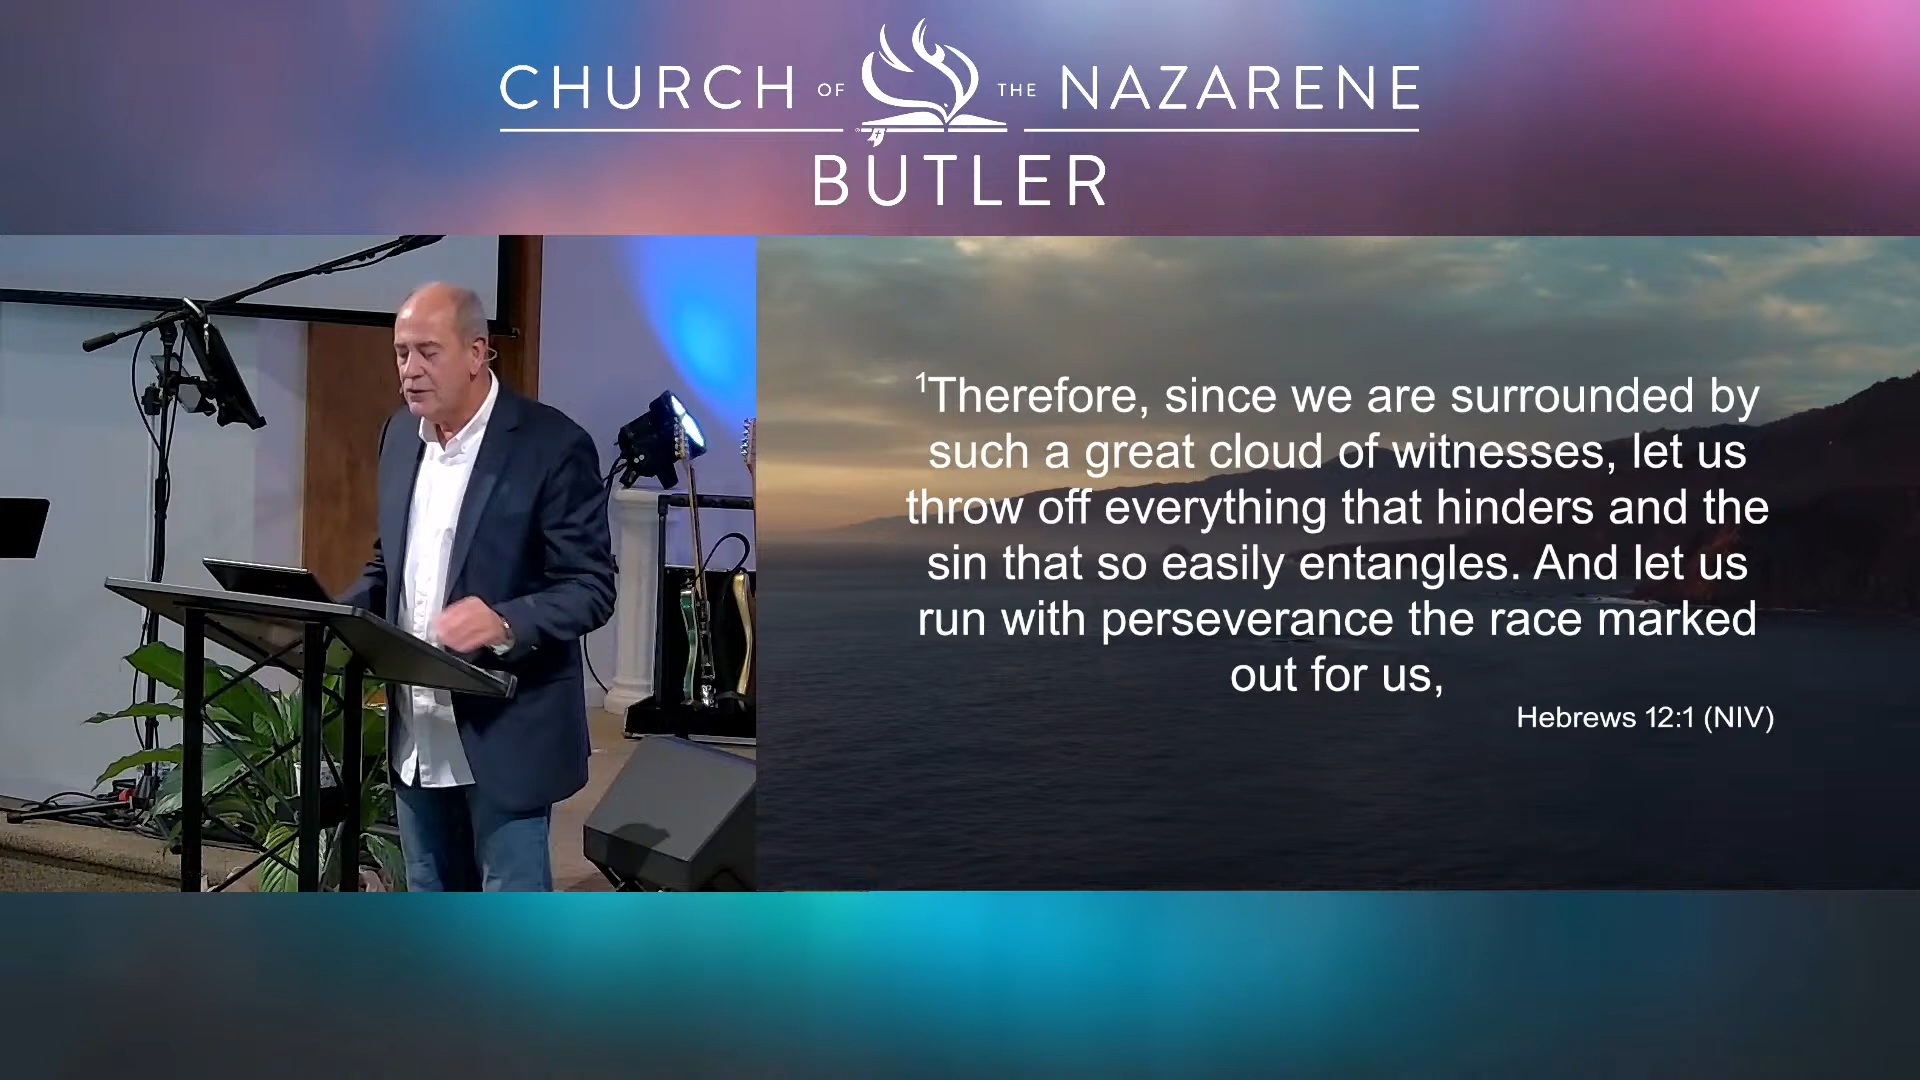 CHURCH OF THE NAZARENE
BUTLER
¹Therefore, since we are surrounded by
such a great cloud of witnesses, let us
throw off everything that hinders and the
sin that so easily entangles. And let us
run with perseverance the race marked
out for us,
Hebrews 12:1 (NIV)